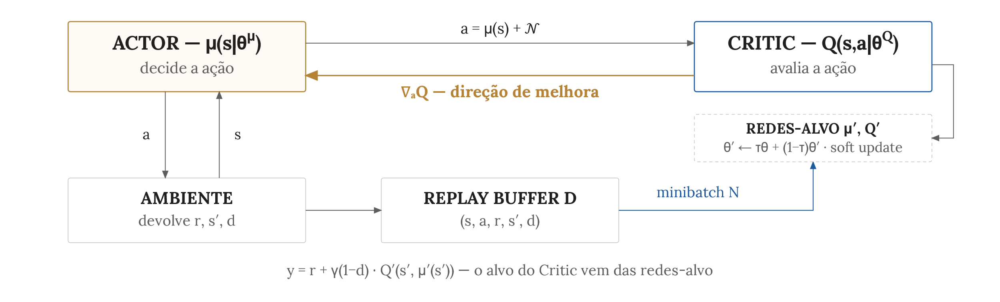 a = μ(s) + 𝒩
ACTOR — μ(s|θ^μ)
decide a ação
CRITIC — Q(s,a|θ^Q)
avalia a ação
∇ₐQ — direção de melhora
a
s
REDES-ALVO μ′, Q′
θ′ ← τθ + (1−τ)θ′ · soft update
AMBIENTE
devolve r, s′, d
REPLAY BUFFER D
(s, a, r, s′, d)
minibatch N
y = r + γ(1−d) · Q′(s′, μ′(s′)) — o alvo do Critic vem das redes-alvo